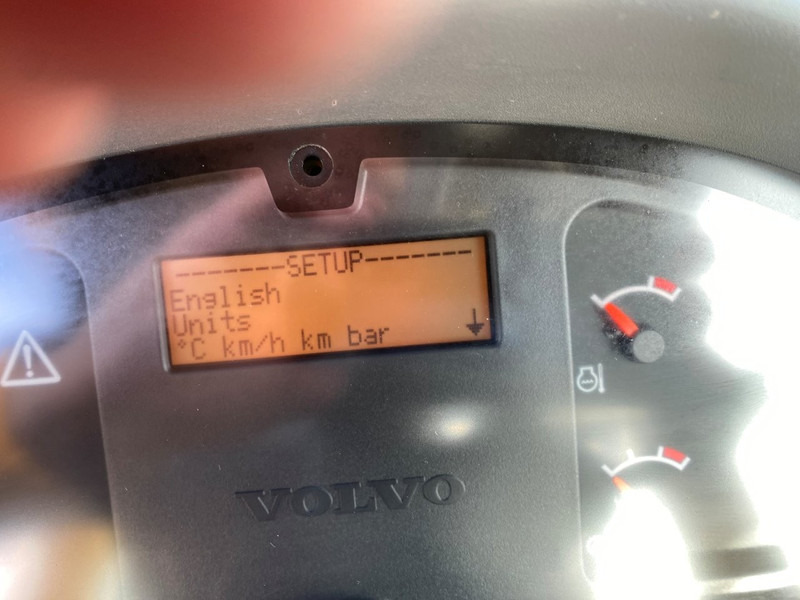 -------SETUP-------
English
Units
°C km/h km bar
VOLVO